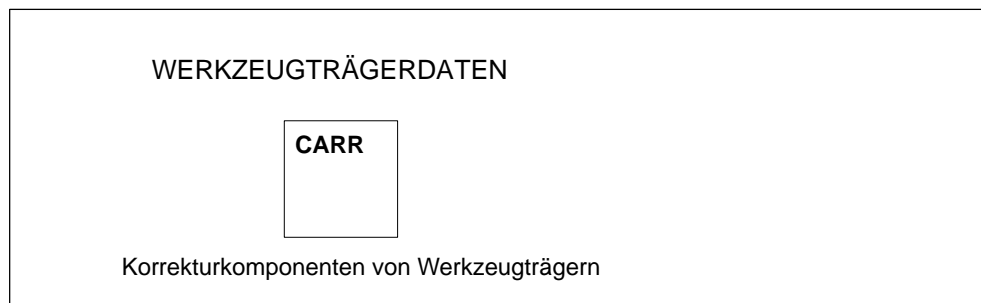 WERKZEUGTRÄGERDATEN
CARR
Korrekturkomponenten von Werkzeugträgern